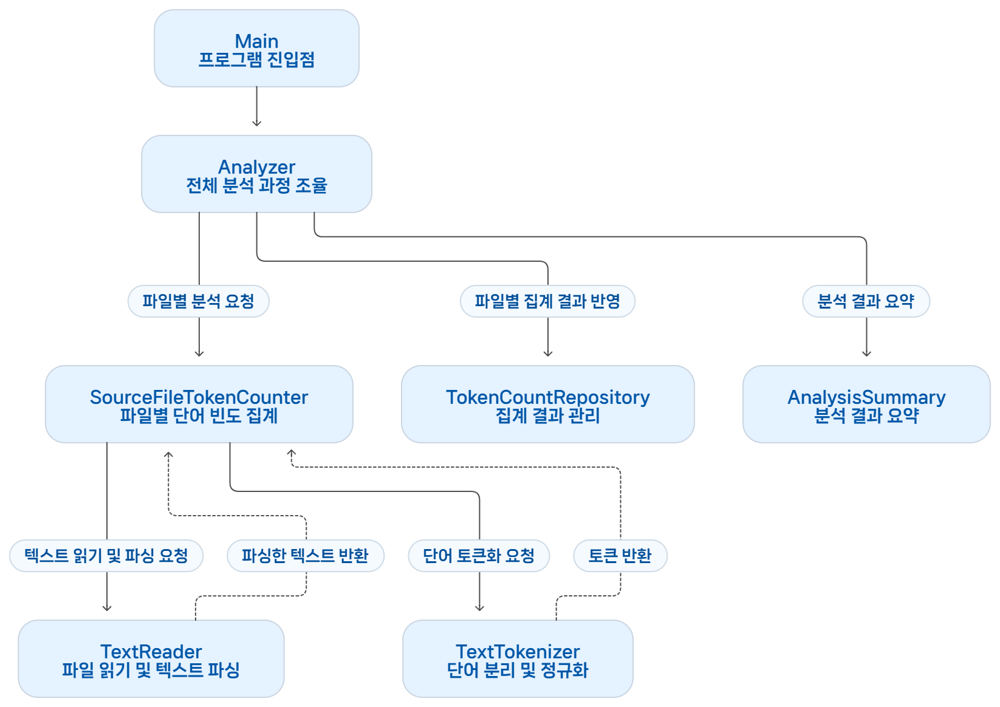 Main
프로그램 진입점
Analyzer
전체 분석 과정 조율
파일별 분석 요청
파일별 집계 결과 반영
분석 결과 요약
SourceFileTokenCounter
파일별 단어 빈도 집계
TokenCountRepository
집계 결과 관리
AnalysisSummary
분석 결과 요약
텍스트 읽기 및 파싱 요청
파싱한 텍스트 반환
단어 토큰화 요청
토큰 반환
TextReader
파일 읽기 및 텍스트 파싱
TextTokenizer
단어 분리 및 정규화